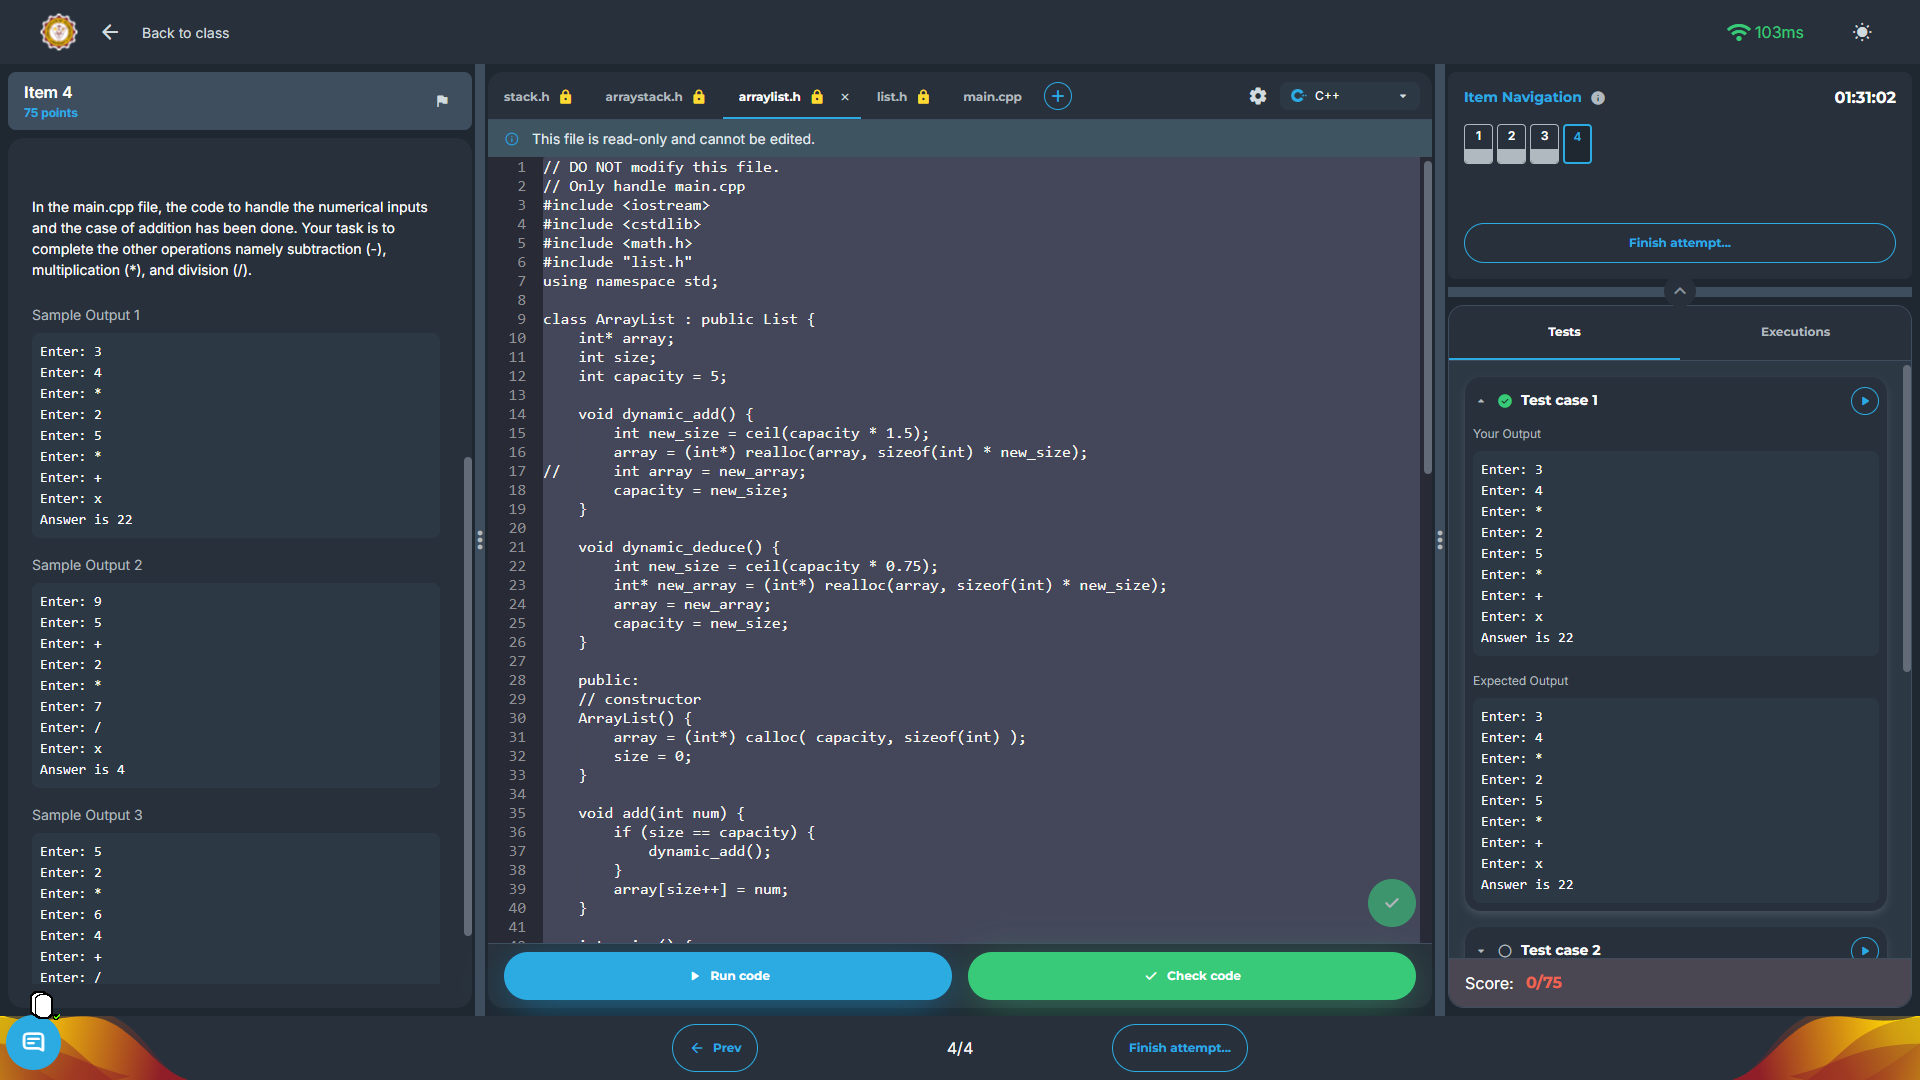 Back to class
103ms
Item 4
75 points
In the main.cpp file, the code to handle the numerical inputs
and the case of addition has been done. Your task is to
complete the other operations namely subtraction (-),
multiplication (*), and division (/).
Sample Output 1
Enter: 3
Enter: 4
Enter: *
Enter: 2
Enter: 5
Enter: *
Enter: +
Enter: x
Answer is 22
Sample Output 2
Enter: 9
Enter: 5
Enter: +
Enter: 2
Enter: *
Enter: 7
Enter: /
Enter: x
Answer is 4
Sample Output 3
Enter: 5
Enter: 2
Enter: *
Enter: 6
Enter: 4
Enter: +
Enter: /
stack.h arraystack.h arraylist.h × list.h main.cpp
C++
This file is read-only and cannot be edited.
1 // DO NOT modify this file.
2 // Only handle main.cpp
3 #include <iostream>
4 #include <cstdlib>
5 #include <math.h>
6 #include "list.h"
7 using namespace std;
8
9 class ArrayList : public List {
10 int* array;
11 int size;
12 int capacity = 5;
13
14 void dynamic_add() {
15 int new_size = ceil(capacity * 1.5);
16 array = (int*) realloc(array, sizeof(int) * new_size);
17 // int array = new_array;
18 capacity = new_size;
19 }
20
21 void dynamic_deduce() {
22 int new_size = ceil(capacity * 0.75);
23 int* new_array = (int*) realloc(array, sizeof(int) * new_size);
24 array = new_array;
25 capacity = new_size;
26 }
27
28 public:
29 // constructor
30 ArrayList() {
31 array = (int*) calloc( capacity, sizeof(int) );
32 size = 0;
33 }
34
35 void add(int num) {
36 if (size == capacity) {
37 dynamic_add();
38 }
39 array[size++] = num;
40 }
41
Run code
Check code
Item Navigation
01:31:02
1 2 3 4
Finish attempt...
Tests
Executions
Test case 1
Your Output
Enter: 3
Enter: 4
Enter: *
Enter: 2
Enter: 5
Enter: *
Enter: +
Enter: x
Answer is 22
Expected Output
Enter: 3
Enter: 4
Enter: *
Enter: 2
Enter: 5
Enter: *
Enter: +
Enter: x
Answer is 22
Test case 2
Score: 0/75
Prev
4/4
Finish attempt...